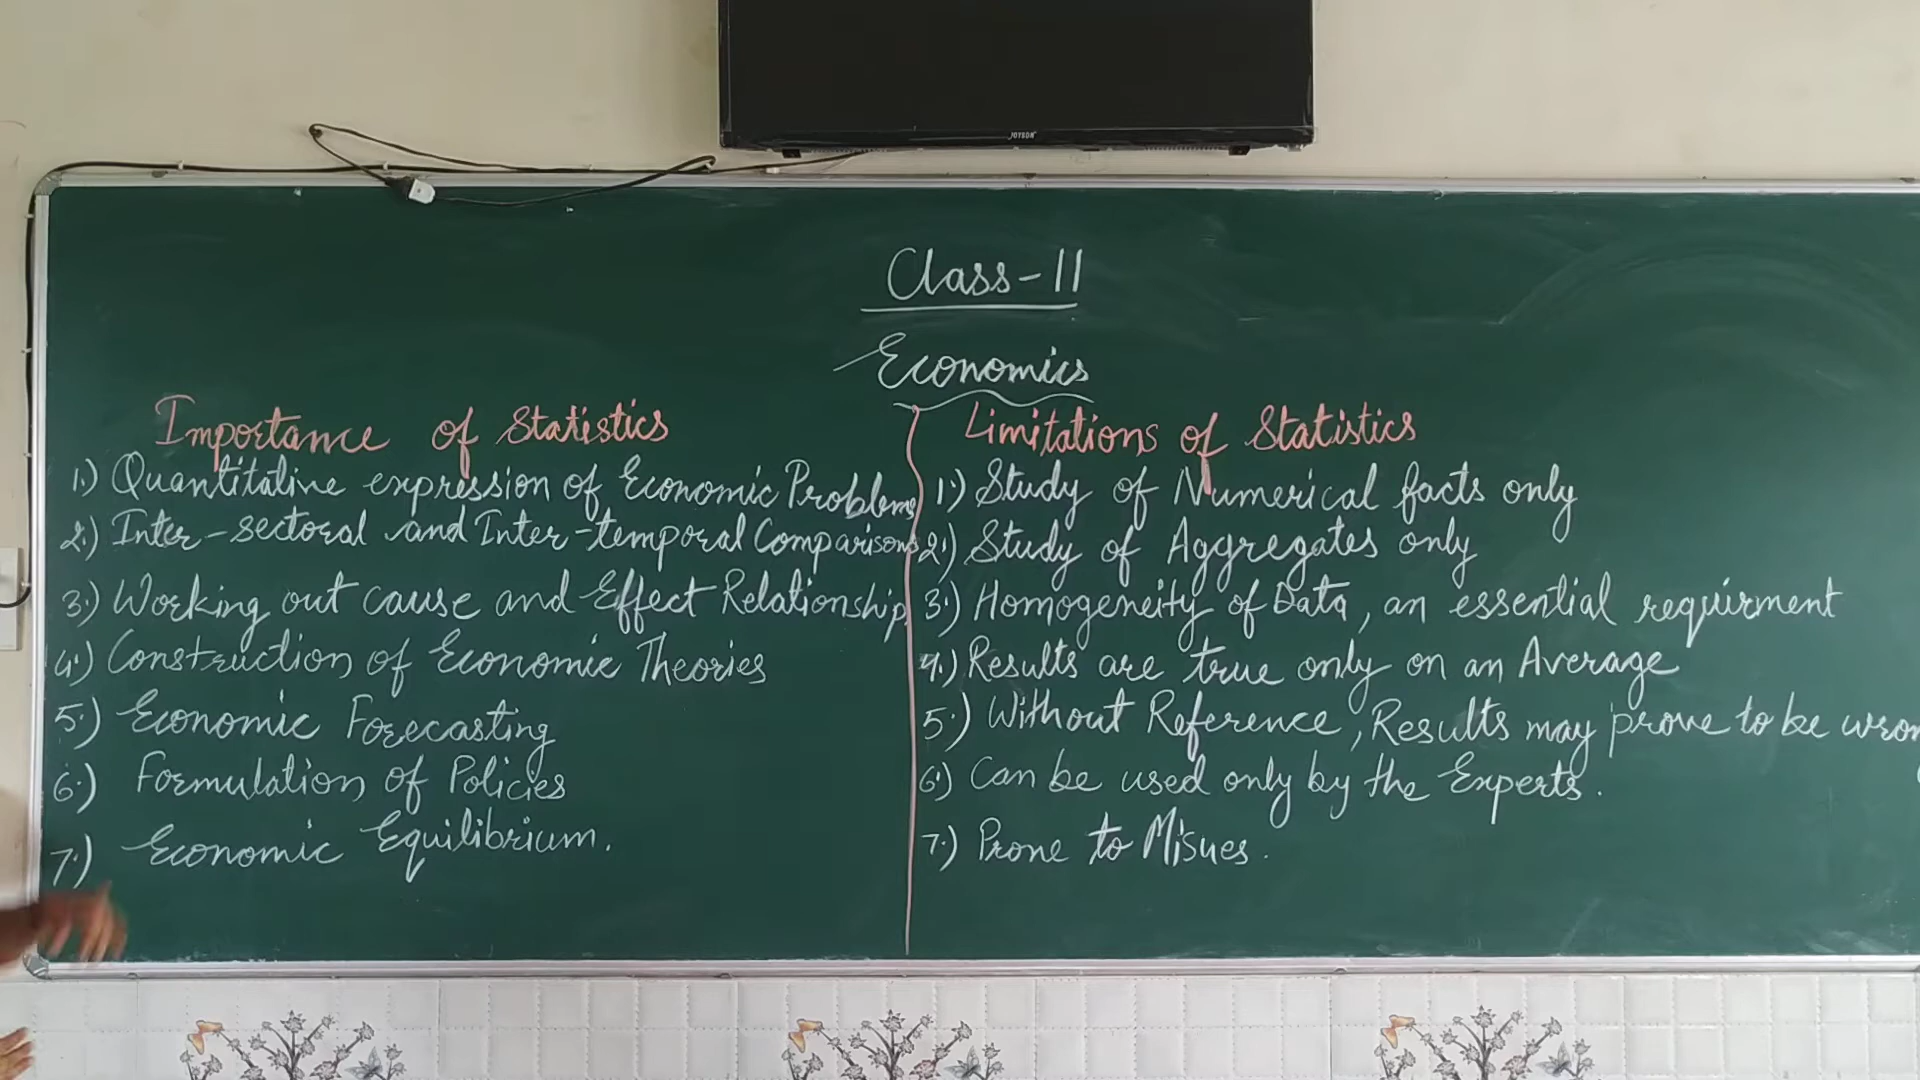 JOYSON
Class-11
Economics
Importance of Statistics
1.) Quantitative expression of Economic Problems
2.) Inter-sectoral and Inter-temporal Comparisons
3.) Working out cause and Effect Relationship
4.) Construction of Economic Theories
5.) Economic Forecasting
6.) Formulation of Policies
7.) Economic Equilibrium.
Limitations of Statistics
1.) Study of Numerical facts only
2.) Study of Aggregates only
3.) Homogeneity of Data, an essential requirment
4.) Results are true only on an Average
5.) Without Reference, Results may prove to be wrong
6.) Can be used only by the Experts.
7.) Prone to Misues.